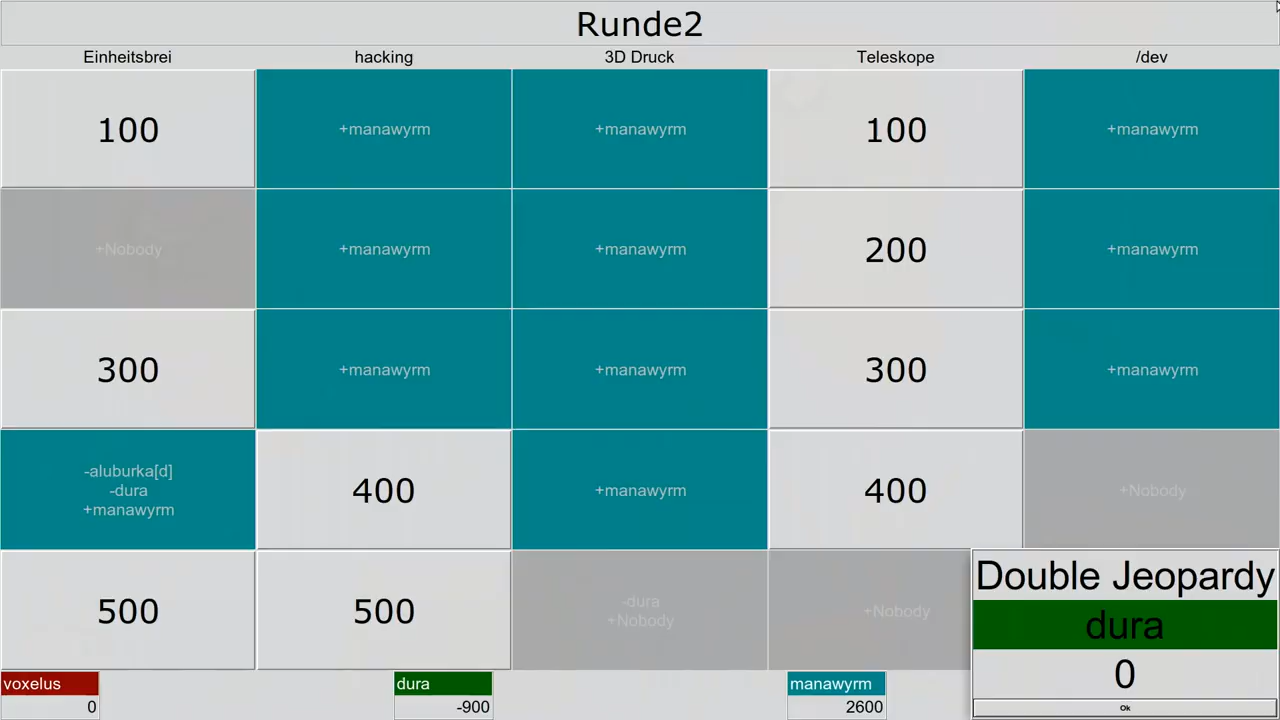 Runde2
Einheitsbrei hacking 3D Druck Teleskope /dev
100 +manawyrm +manawyrm 100 +manawyrm
+Nobody +manawyrm +manawyrm 200 +manawyrm
300 +manawyrm +manawyrm 300 +manawyrm
-aluburka[d]
-dura
+manawyrm
400 +manawyrm 400 +Nobody
500 500
-dura
+Nobody
+Nobody
Double Jeopardy
dura
0
Ok
voxelus dura manawyrm
0 -900 2600